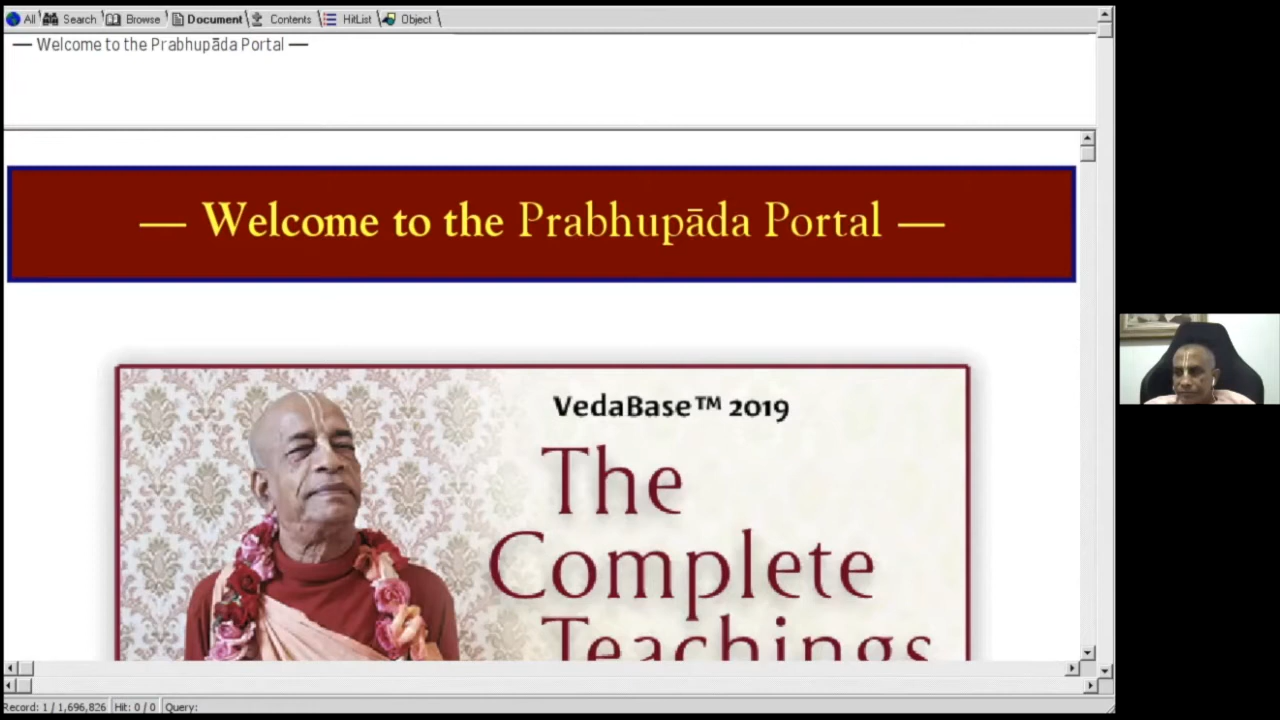 All Search Browse Document Contents HitList Object
— Welcome to the Prabhupāda Portal —
— Welcome to the Prabhupāda Portal —
VedaBase™ 2019
The
Complete
Teachings
Record: 1 / 1,696,826 Hit: 0 / 0 Query: